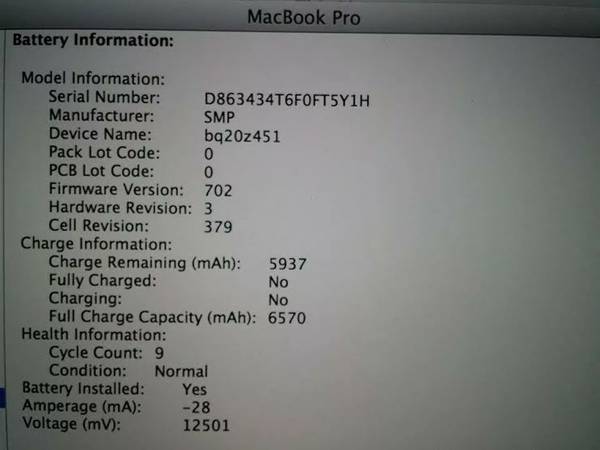 MacBook Pro
Battery Information:
Model Information:
Serial Number: D863434T6F0FT5Y1H
Manufacturer: SMP
Device Name: bq20z451
Pack Lot Code: 0
PCB Lot Code: 0
Firmware Version: 702
Hardware Revision: 3
Cell Revision: 379
Charge Information:
Charge Remaining (mAh): 5937
Fully Charged: No
Charging: No
Full Charge Capacity (mAh): 6570
Health Information:
Cycle Count: 9
Condition: Normal
Battery Installed: Yes
Amperage (mA): -28
Voltage (mV): 12501